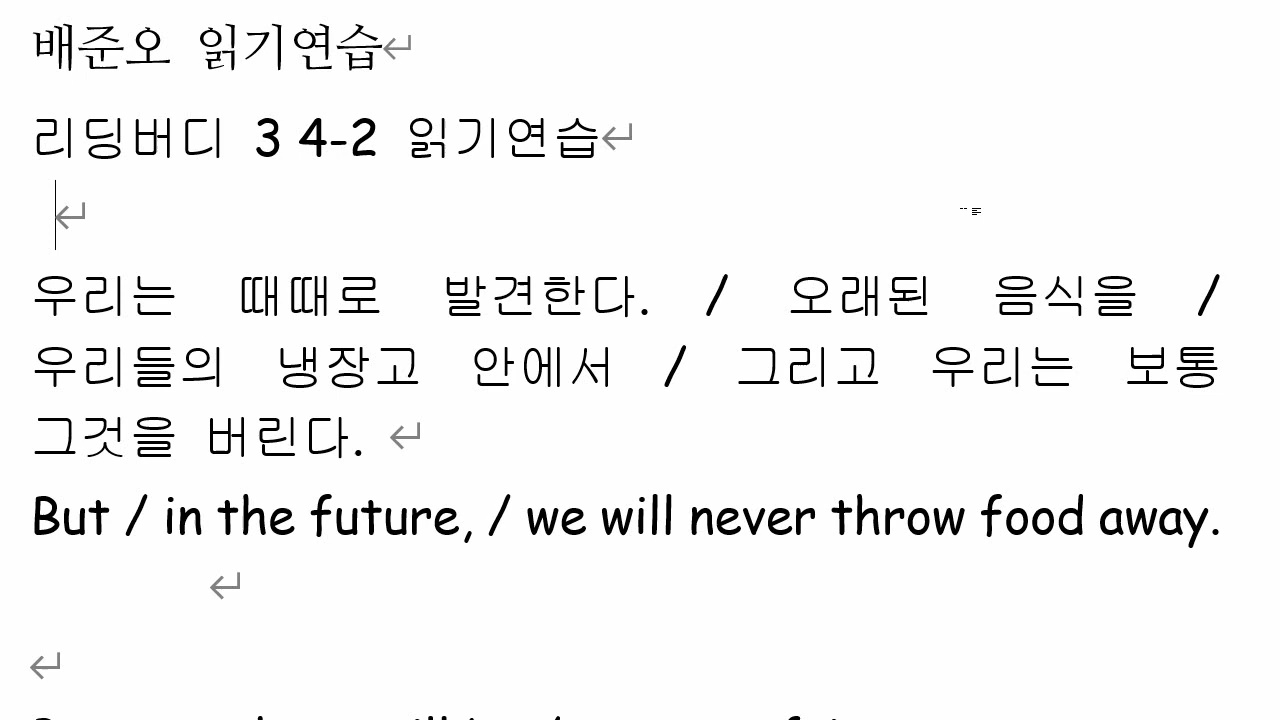 배준오 읽기연습
리딩버디 3 4-2 읽기연습
우리는 때때로 발견한다. / 오래된 음식을 /
우리들의 냉장고 안에서 / 그리고 우리는 보통
그것을 버린다.
But / in the future, / we will never throw food away.